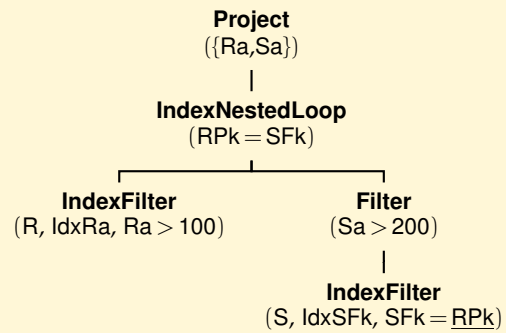 Project
({Ra,Sa})
IndexNestedLoop
(RPk = SFk)
IndexFilter
(R, IdxRa, Ra > 100)
Filter
(Sa > 200)
IndexFilter
(S, IdxSFk, SFk = RPk)